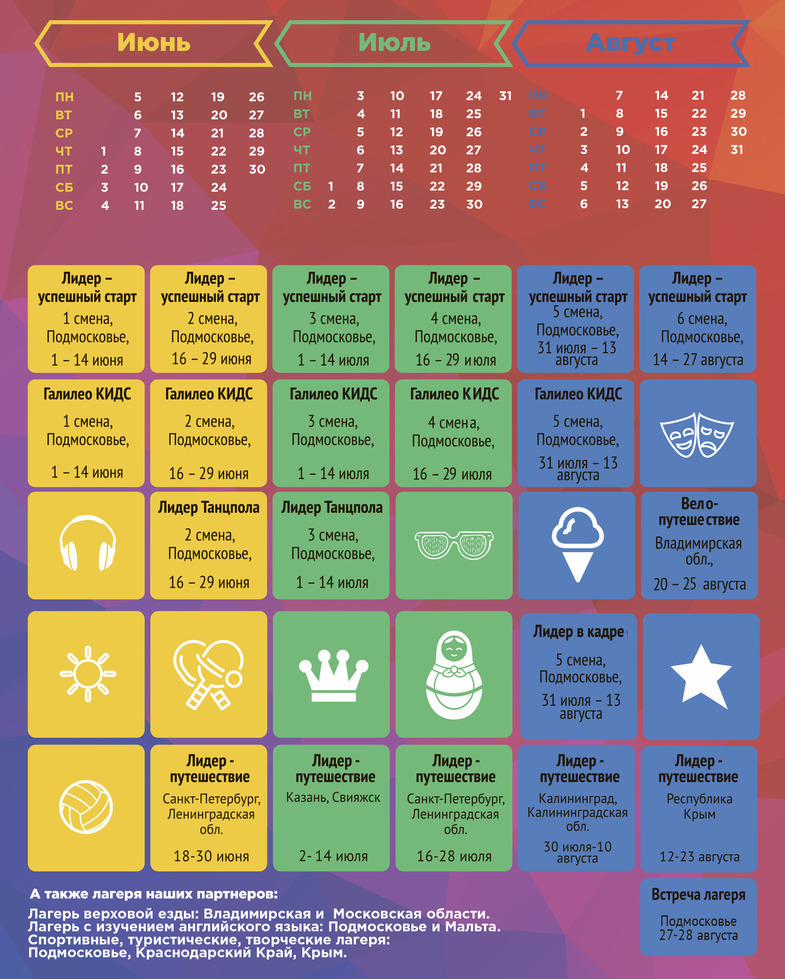 Июнь Июль Август
ПН 5 12 19 26
ВТ 6 13 20 27
СР 7 14 21 28
ЧТ 1 8 15 22 29
ПТ 2 9 16 23 30
СБ 3 10 17 24
ВС 4 11 18 25
ПН 3 10 17 24 31
ВТ 4 11 18 25
СР 5 12 19 26
ЧТ 6 13 20 27
ПТ 7 14 21 28
СБ 1 8 15 22 29
ВС 2 9 16 23 30
ПН 7 14 21 28
ВТ 1 8 15 22 29
СР 2 9 16 23 30
ЧТ 3 10 17 24 31
ПТ 4 11 18 25
СБ 5 12 19 26
ВС 6 13 20 27
Лидер –
успешный старт
1 смена,
Подмосковье,
1 – 14 июня
Лидер –
успешный старт
2 смена,
Подмосковье,
16 – 29 июня
Лидер –
успешный старт
3 смена,
Подмосковье,
1 – 14 июля
Лидер –
успешный старт
4 смена,
Подмосковье,
16 – 29 июля
Лидер –
успешный старт
5 смена,
Подмосковье,
31 июля – 13
августа
Лидер –
успешный старт
6 смена,
Подмосковье,
14 – 27 августа
Галилео КИДС
1 смена,
Подмосковье,
1 – 14 июня
Галилео КИДС
2 смена,
Подмосковье,
16 – 29 июня
Галилео КИДС
3 смена,
Подмосковье,
1 – 14 июля
Галилео КИДС
4 смена,
Подмосковье,
16 – 29 июля
Галилео КИДС
5 смена,
Подмосковье,
31 июля – 13
августа
Лидер Танцпола
2 смена,
Подмосковье,
16 – 29 июня
Лидер Танцпола
3 смена,
Подмосковье,
1 – 14 июля
Вело-
путешествие
Владимирская
обл.,
20 – 25 августа
Лидер в кадре
5 смена,
Подмосковье,
31 июля – 13
августа
Лидер -
путешествие
Санкт-Петербург,
Ленинградская
обл.
18-30 июня
Лидер -
путешествие
Казань, Свияжск
2- 14 июля
Лидер -
путешествие
Санкт-Петербург,
Ленинградская
обл.
16-28 июля
Лидер -
путешествие
Калининград,
Калининградская
обл.
30 июля-10
августа
Лидер -
путешествие
Республика
Крым
12-23 августа
Встреча лагеря
Подмосковье
27-28 августа
А также лагеря наших партнеров:
Лагерь верховой езды: Владимирская и Московская области.
Лагерь с изучением английского языка: Подмосковье и Мальта.
Спортивные, туристические, творческие лагеря:
Подмосковье, Краснодарский Край, Крым.